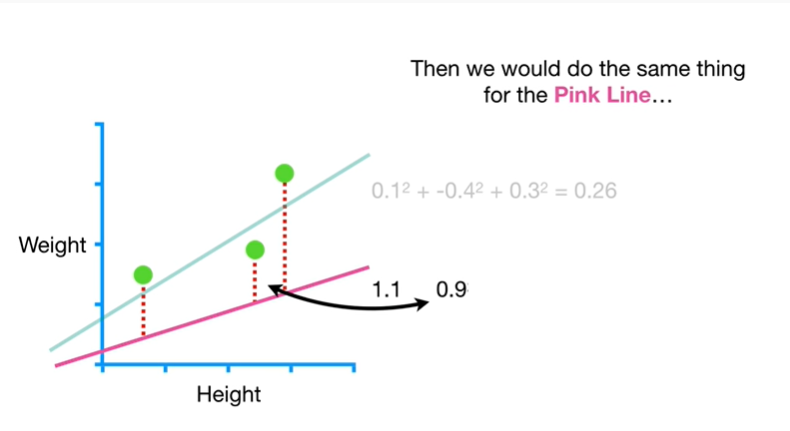 Then we would do the same thing
for the Pink Line...
0.1² + -0.4² + 0.3² = 0.26
Weight
1.1 0.9
Height